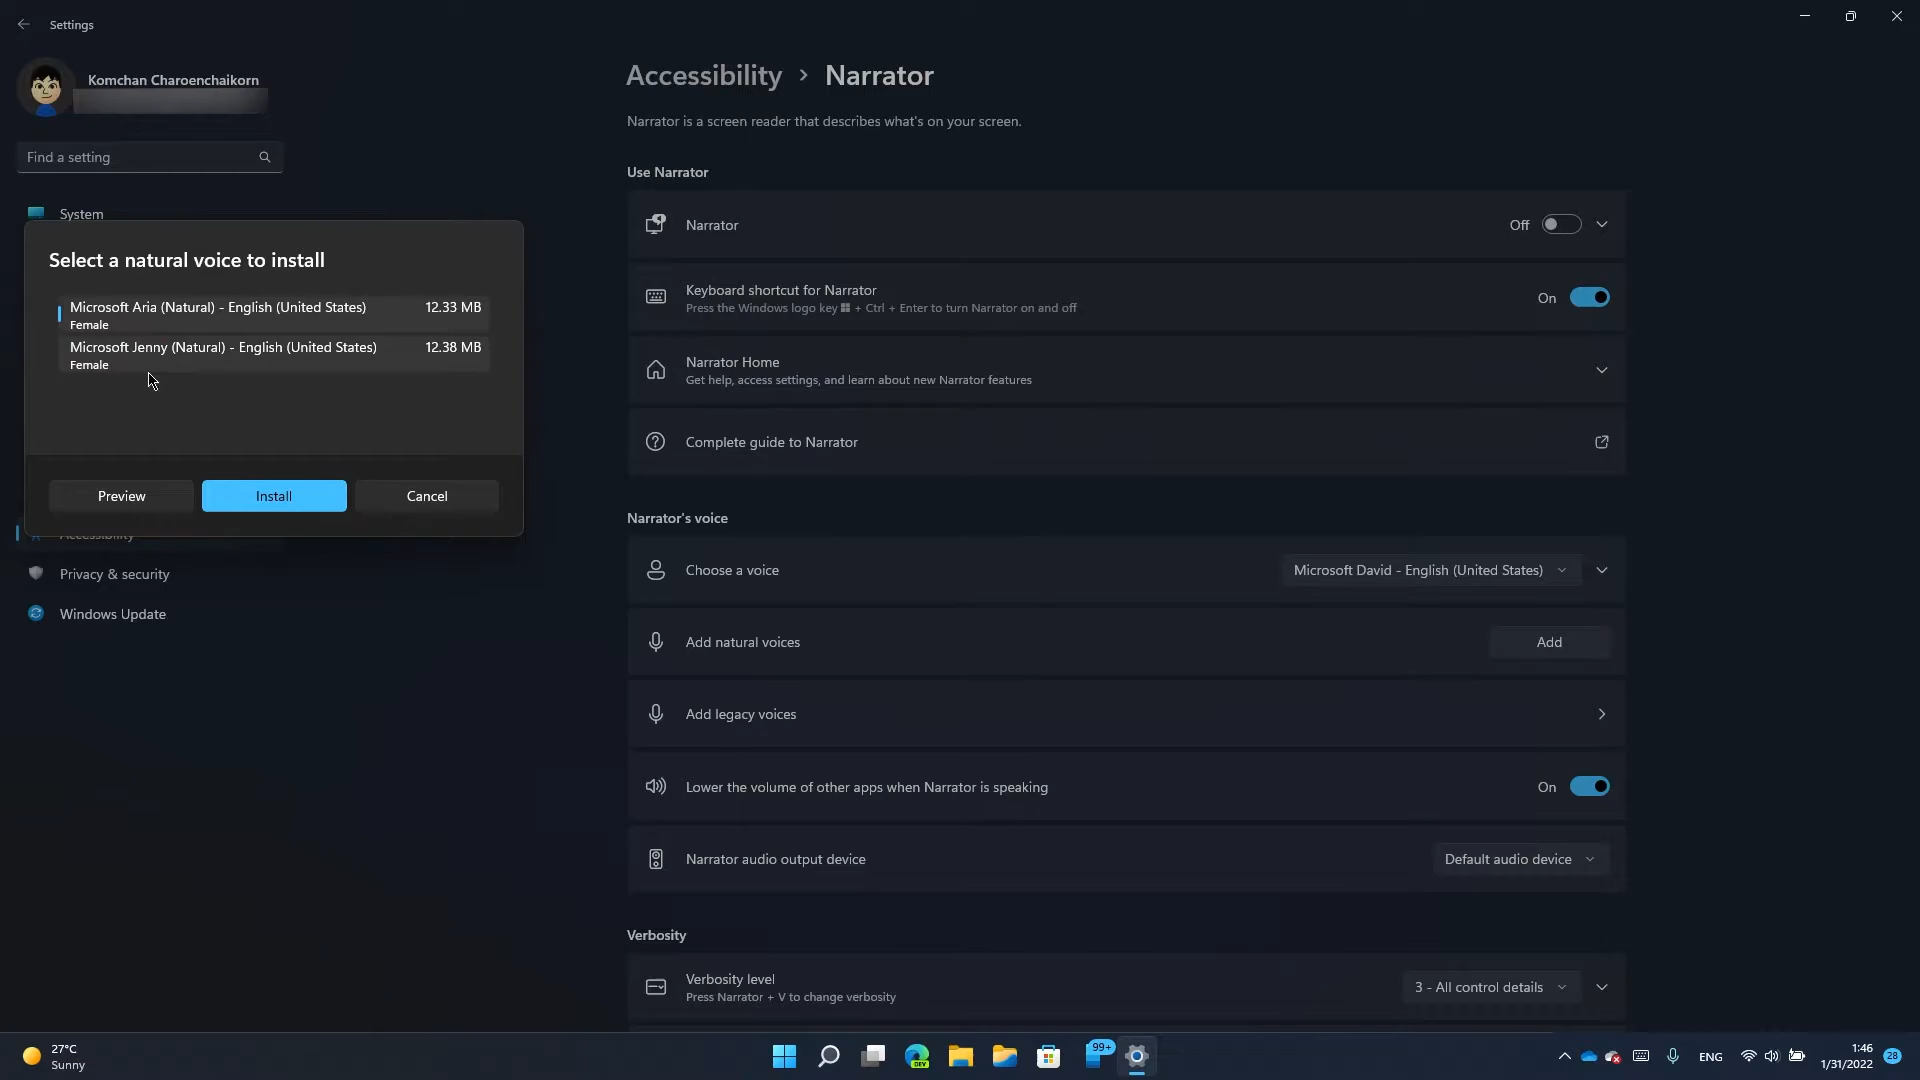 Settings
Komchan Charoenchaikorn
Find a setting
System
Select a natural voice to install
Microsoft Aria (Natural) - English (United States) 12.33 MB
Female
Microsoft Jenny (Natural) - English (United States) 12.38 MB
Female
Preview Install Cancel
Accessibility
Privacy & security
Windows Update
Accessibility > Narrator
Narrator is a screen reader that describes what's on your screen.
Use Narrator
Narrator Off
Keyboard shortcut for Narrator On
Press the Windows logo key + Ctrl + Enter to turn Narrator on and off
Narrator Home
Get help, access settings, and learn about new Narrator features
Complete guide to Narrator
Narrator's voice
Choose a voice Microsoft David - English (United States)
Add natural voices Add
Add legacy voices
Lower the volume of other apps when Narrator is speaking On
Narrator audio output device Default audio device
Verbosity
Verbosity level 3 - All control details
Press Narrator + V to change verbosity
27°C
Sunny
DEV
99+
ENG
1:46
1/31/2022
28